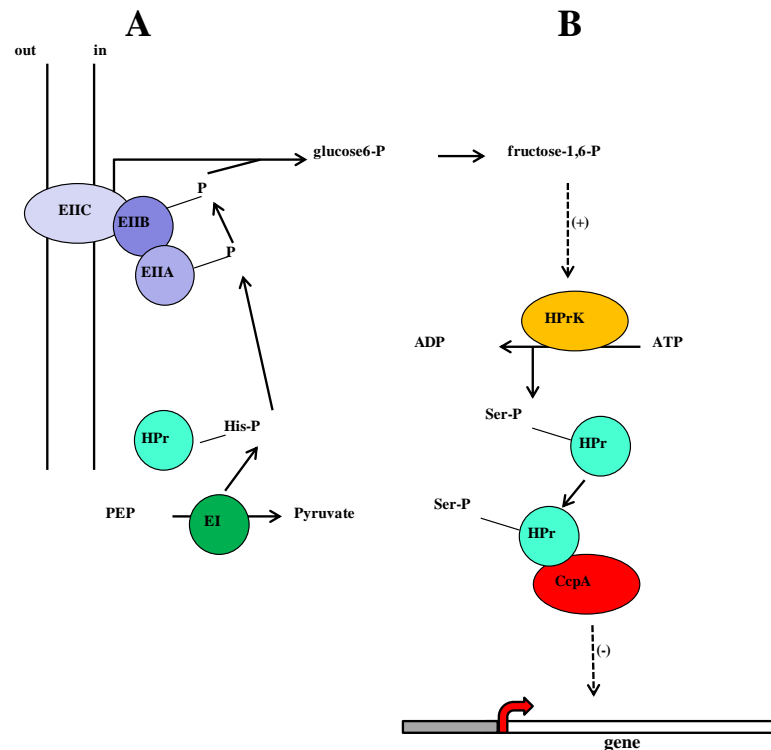 A
B
out
in
glucose6-P
fructose-1,6-P
P
EIIC
EIIB
(+)
P
EIIA
HPrK
ADP
ATP
Ser-P
His-P
HPr
HPr
Ser-P
PEP
EI
Pyruvate
HPr
CcpA
(-)
gene